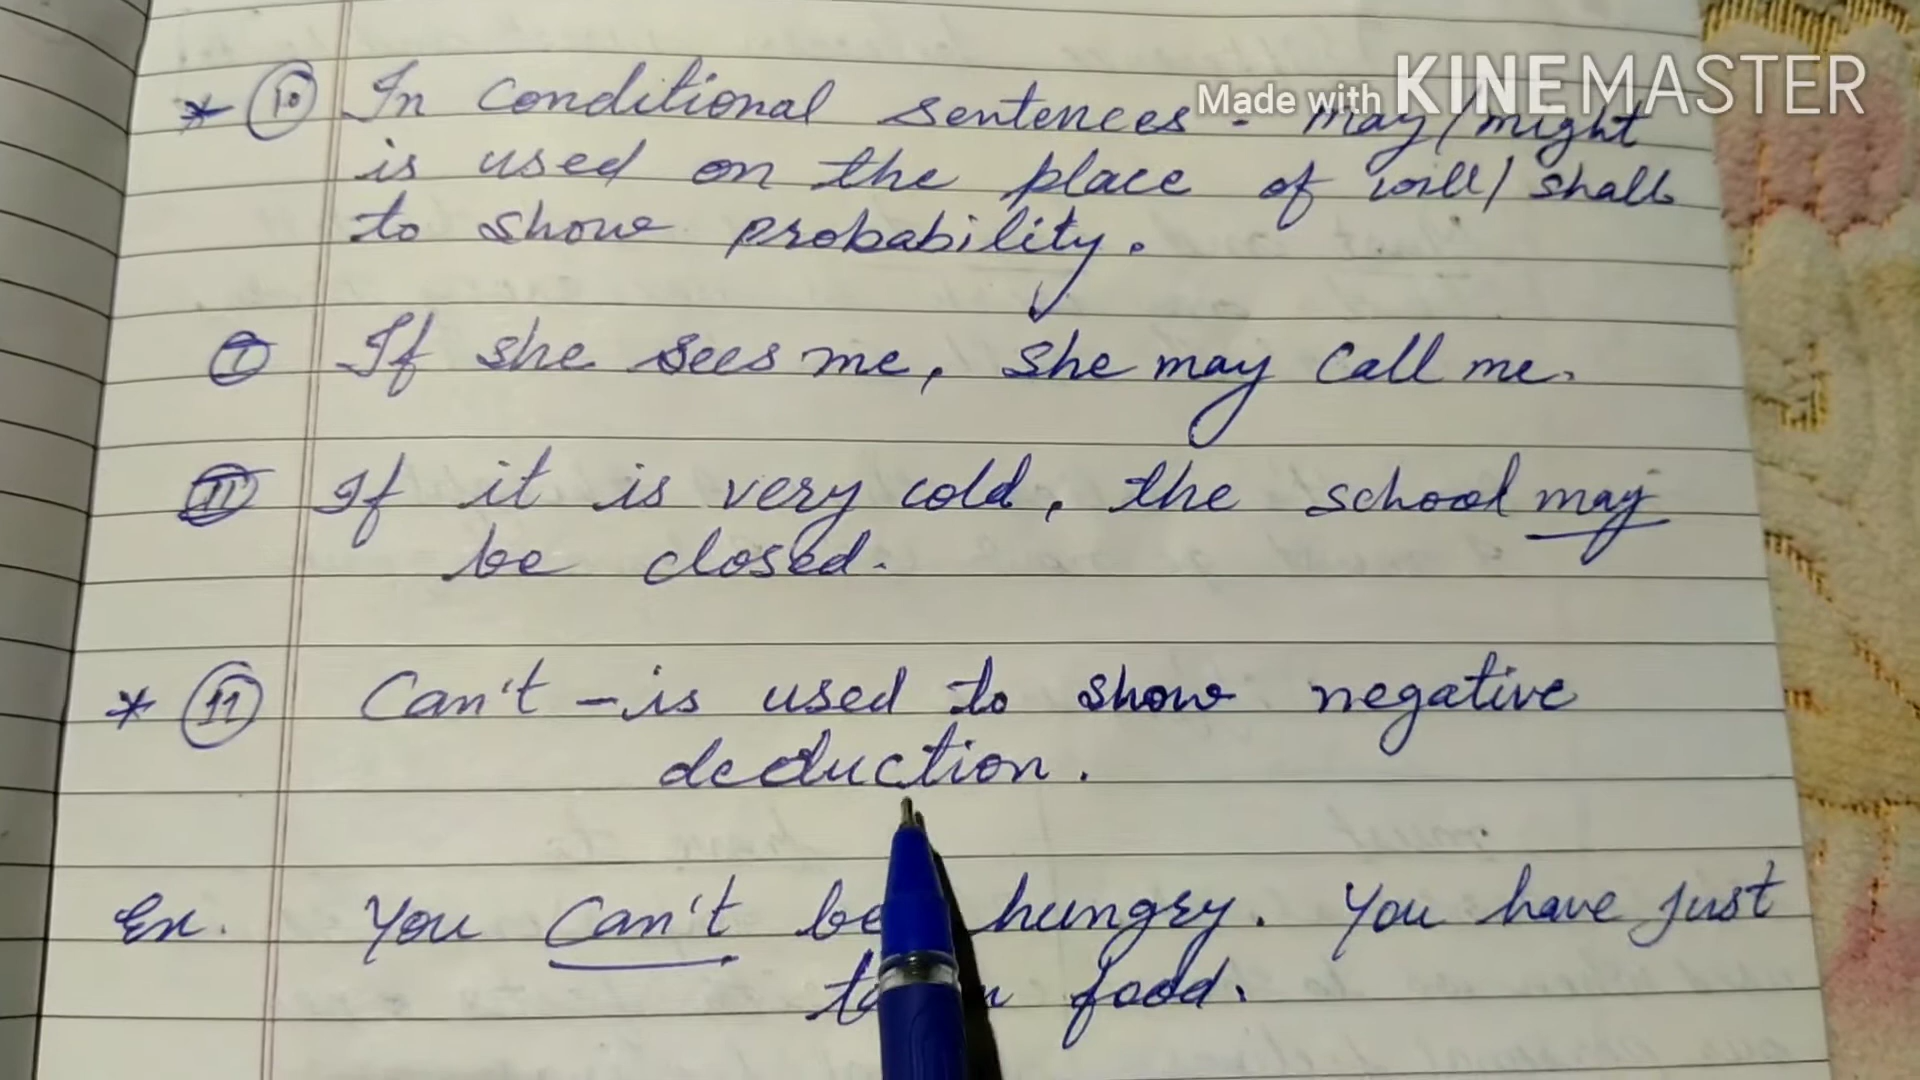 Made with KINEMASTER
* 10 In conditional sentences - may/might
is used on the place of will/shall
to show probability.
I If she sees me, She may call me.
II If it is very cold, the school may
be closed.
* 11 Can't - is used to show negative
deduction.
Ex. You can't be hungry. You have just
food.